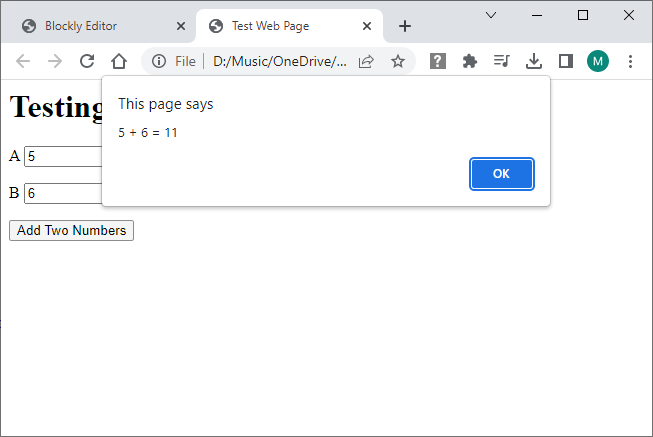 Blockly Editor
Test Web Page
File
D:/Music/OneDrive/...
M
This page says
5 + 6 = 11
OK
Testing
A 5
B 6
Add Two Numbers